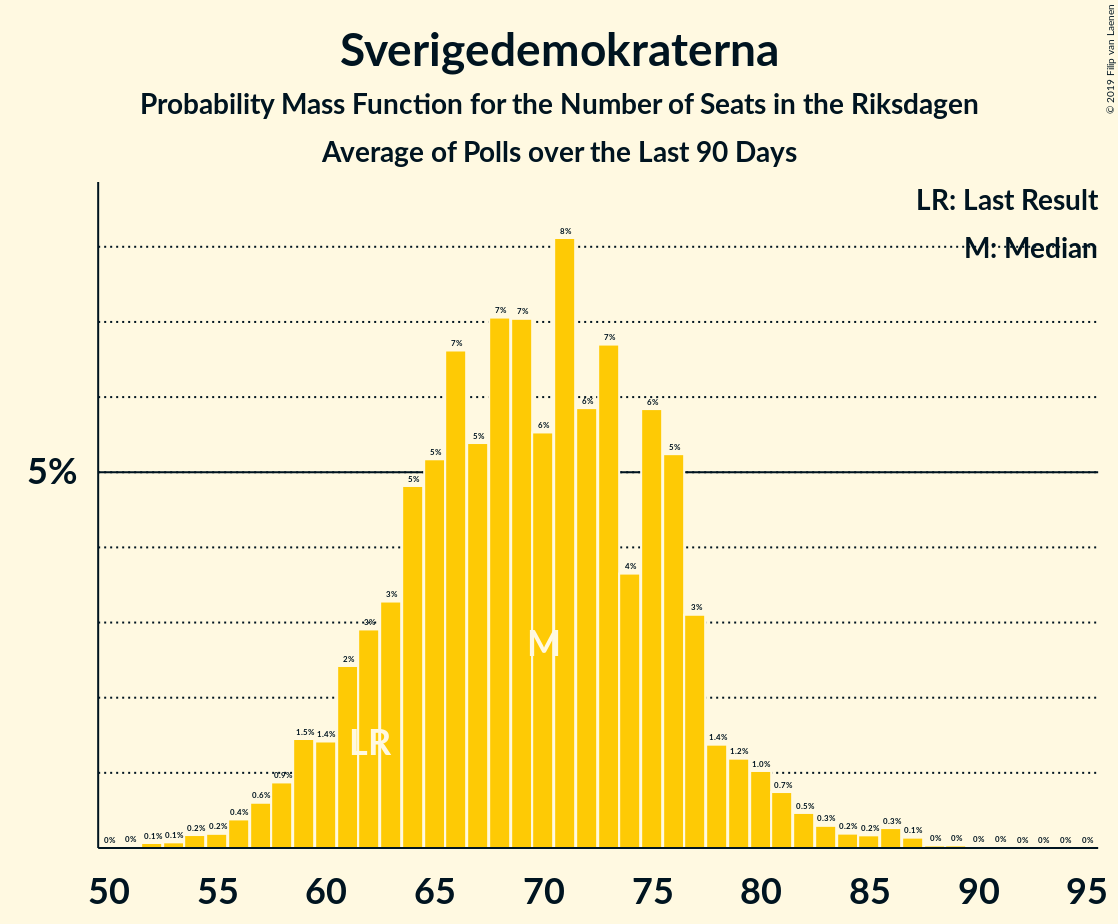 Sverigedemokraterna
Probability Mass Function for the Number of Seats in the Riksdagen
Average of Polls over the Last 90 Days
© 2019 Filip van Laenen
LR: Last Result
M: Median
5%
0% 0% 0.1% 0.1% 0.2% 0.2% 0.4% 0.6% 0.9% 1.5% 1.4% 2% 3% 3% 5% 5% 7% 5% 7% 7% 6% 8% 6% 7% 4% 6% 5% 3% 1.4% 1.2% 1.0% 0.7% 0.5% 0.3% 0.2% 0.2% 0.3% 0.1% 0% 0% 0% 0% 0% 0% 0% 0%
M
LR
50 55 60 65 70 75 80 85 90 95